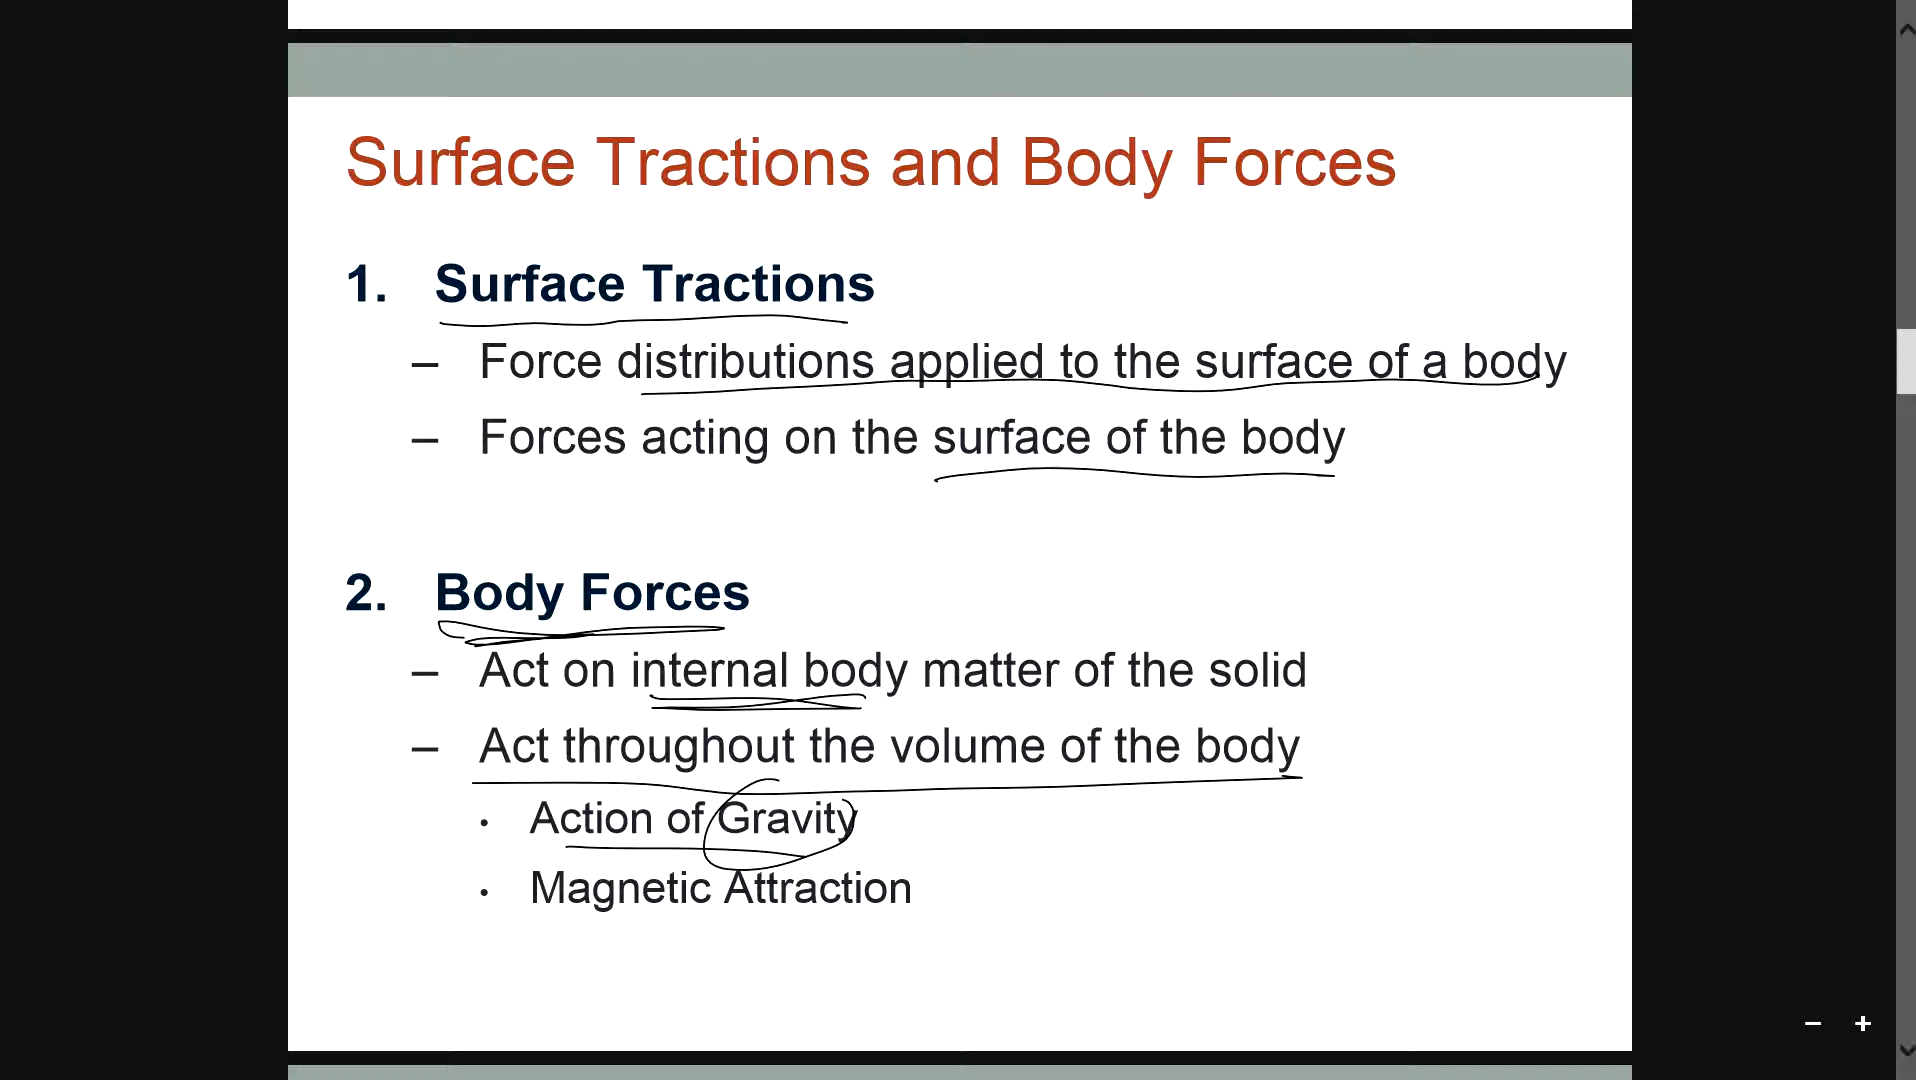 Surface Tractions and Body Forces
1. Surface Tractions
– Force distributions applied to the surface of a body
– Forces acting on the surface of the body
2. Body Forces
– Act on internal body matter of the solid
– Act throughout the volume of the body
• Action of Gravity
• Magnetic Attraction